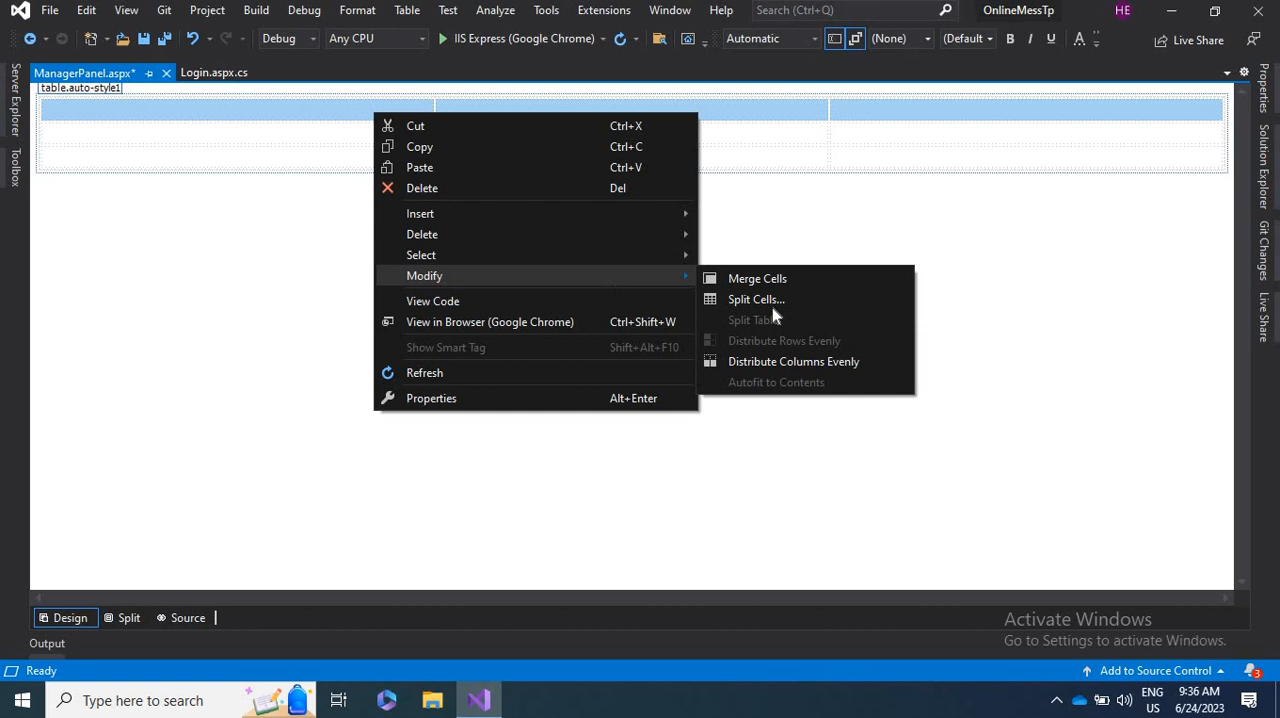 File Edit View Git Project Build Debug Format Table Test Analyze Tools Extensions Window Help Search (Ctrl+Q) OnlineMessTp HE
Debug Any CPU IIS Express (Google Chrome) Automatic (None) (Default B I U A Live Share
ManagerPanel.aspx* Login.aspx.cs
table.auto-style1
Server Explorer
Toolbox
Cut Ctrl+X
Copy Ctrl+C
Paste Ctrl+V
Delete Del
Insert
Delete
Select
Modify
View Code
View in Browser (Google Chrome) Ctrl+Shift+W
Show Smart Tag Shift+Alt+F10
Refresh
Properties Alt+Enter
Merge Cells
Split Cells...
Split
Distribute Rows Evenly
Distribute Columns Evenly
Autofit to Contents
Properties
Solution Explorer
Git Changes
Live Share
Design Split Source
Activate Windows
Go to Settings to activate Windows.
Output
Ready Add to Source Control 3
Type here to search ENG 9:36 AM
US 6/24/2023